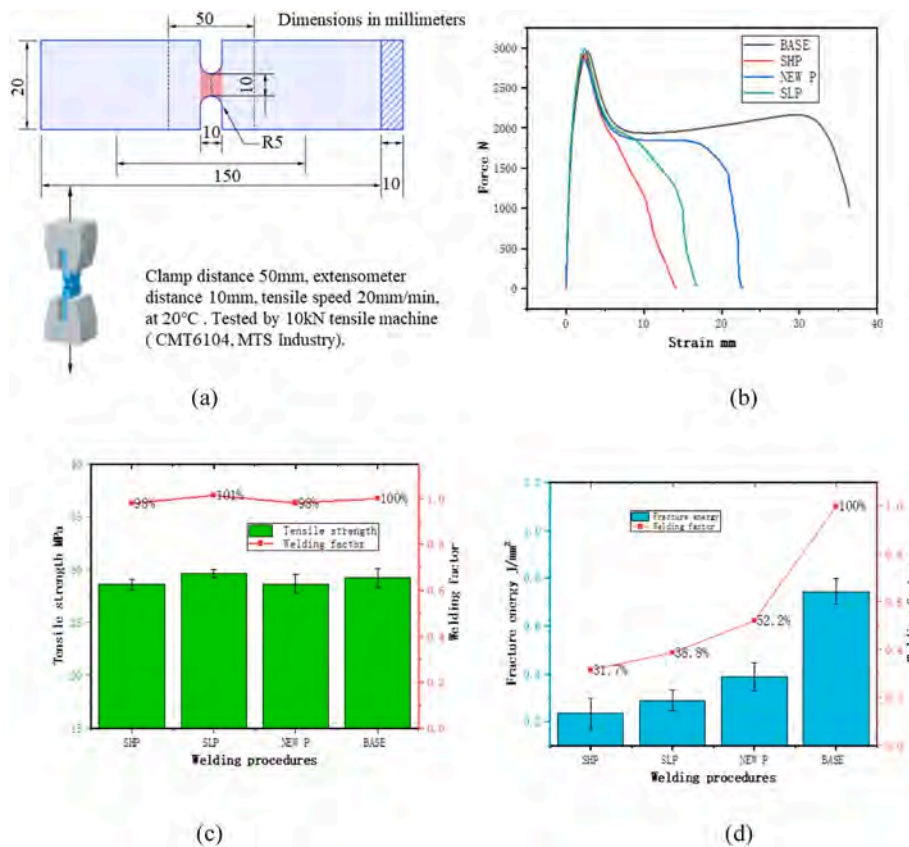 (a)
50
Dimensions in millimeters
20
10
10
R5
150
10
Clamp distance 50mm, extensometer
distance 10mm, tensile speed 20mm/min,
at 20°C . Tested by 10kN tensile machine
( CMT6104, MTS Industry).
(a)
(b)
3000
2500
2000
1500
1000
500
0
Force N
BASE
SHP
NEW P
SLP
0
10
20
30
40
Strain mm
(b)
Tensile strength MPa
98%
101%
98%
100%
Tensile strength
Welding factor
1.0
0.8
0.6
0.4
0.2
0.0
Welding factor
SHP
SLP
NEW P
BASE
Welding procedures
(c)
Fracture energy J/mm²
Fracture energy
Welding factor
31.7%
38.8%
52.2%
100%
SHP
SLP
NEW P
BASE
Welding procedures
(d)